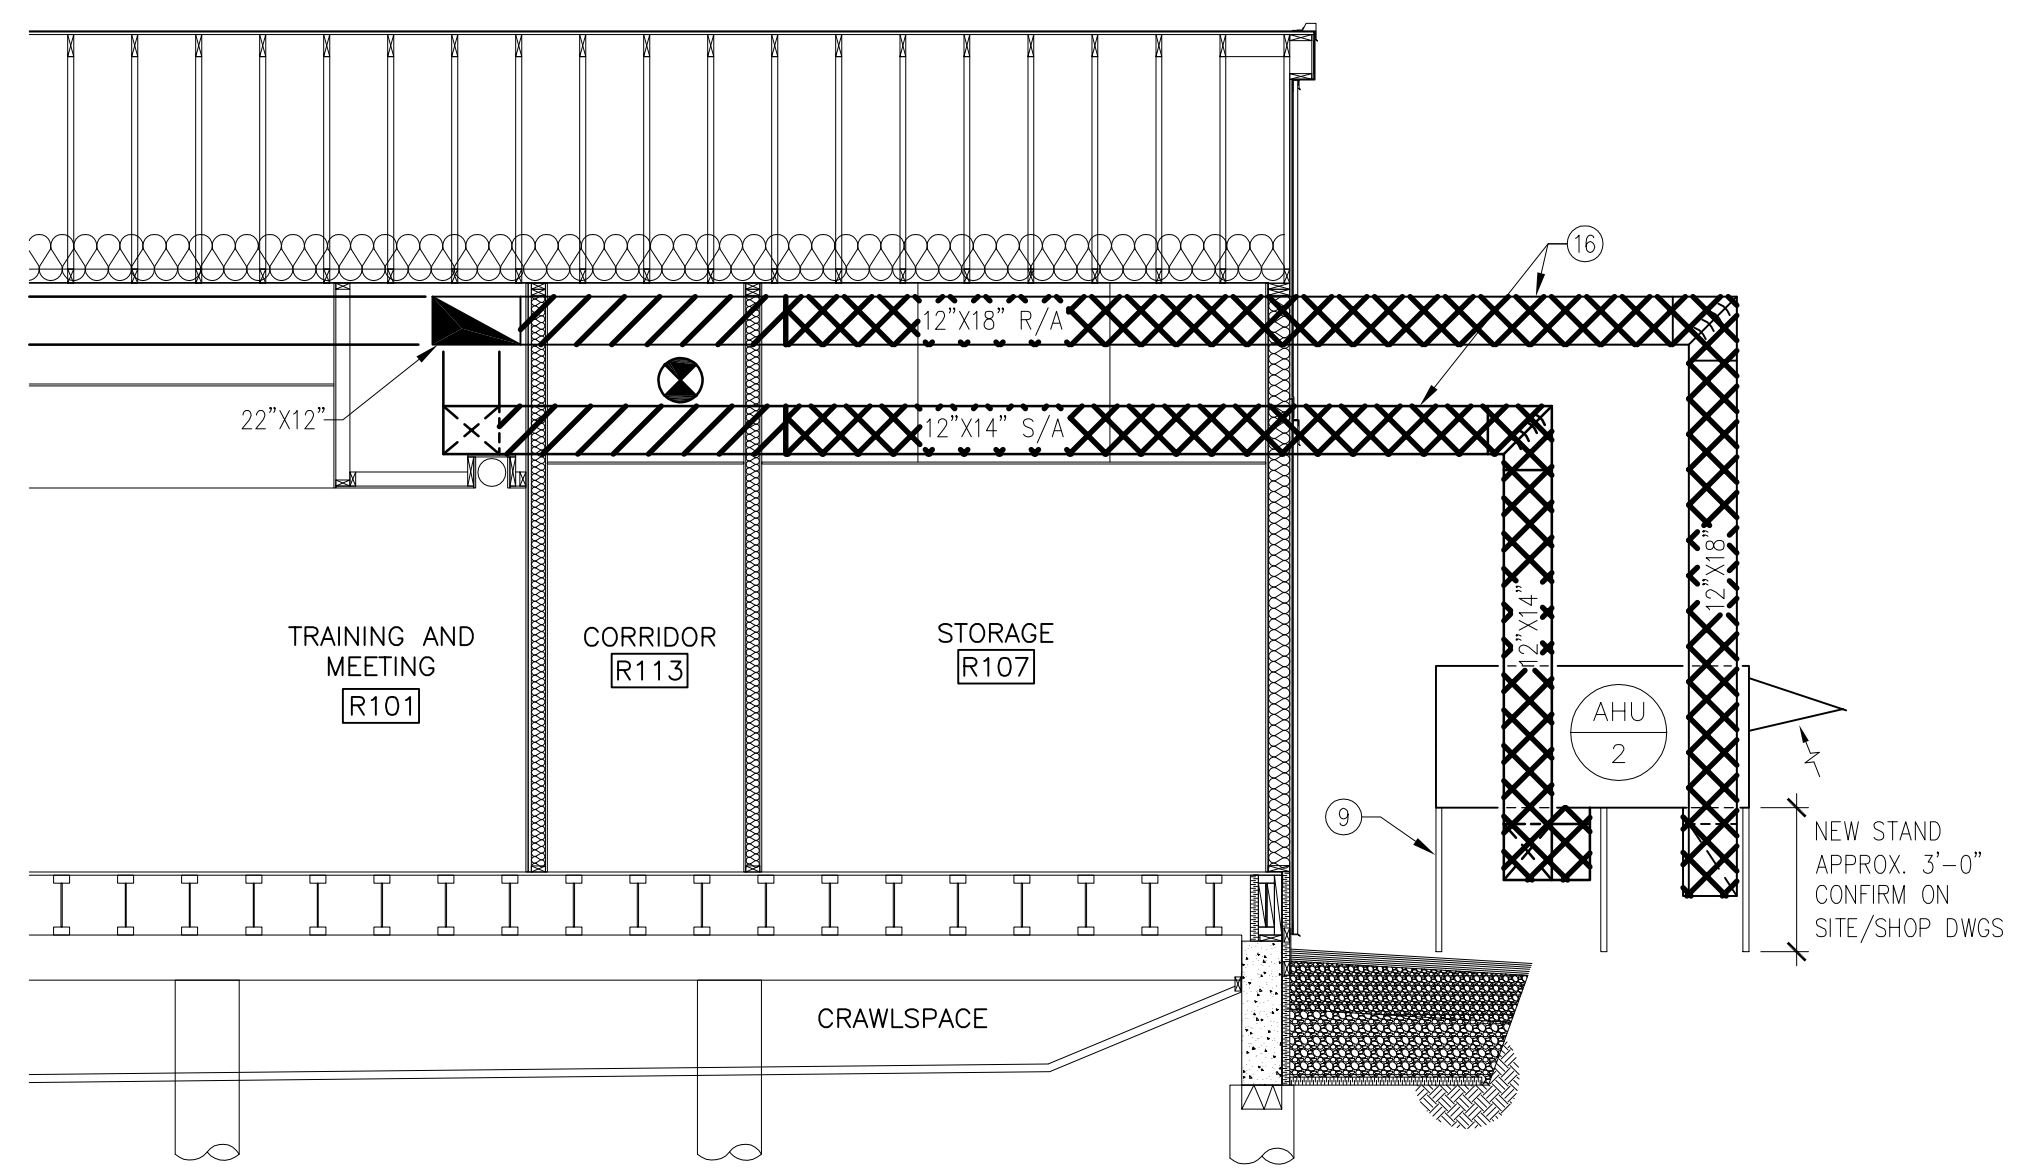 16
12”X18” R/A
22”X12”
12”X14” S/A
12”X18”
12”X14”
TRAINING AND
MEETING
R101
CORRIDOR
R113
STORAGE
R107
AHU
2
9
NEW STAND
APPROX. 3’-0”
CONFIRM ON
SITE/SHOP DWGS
CRAWLSPACE